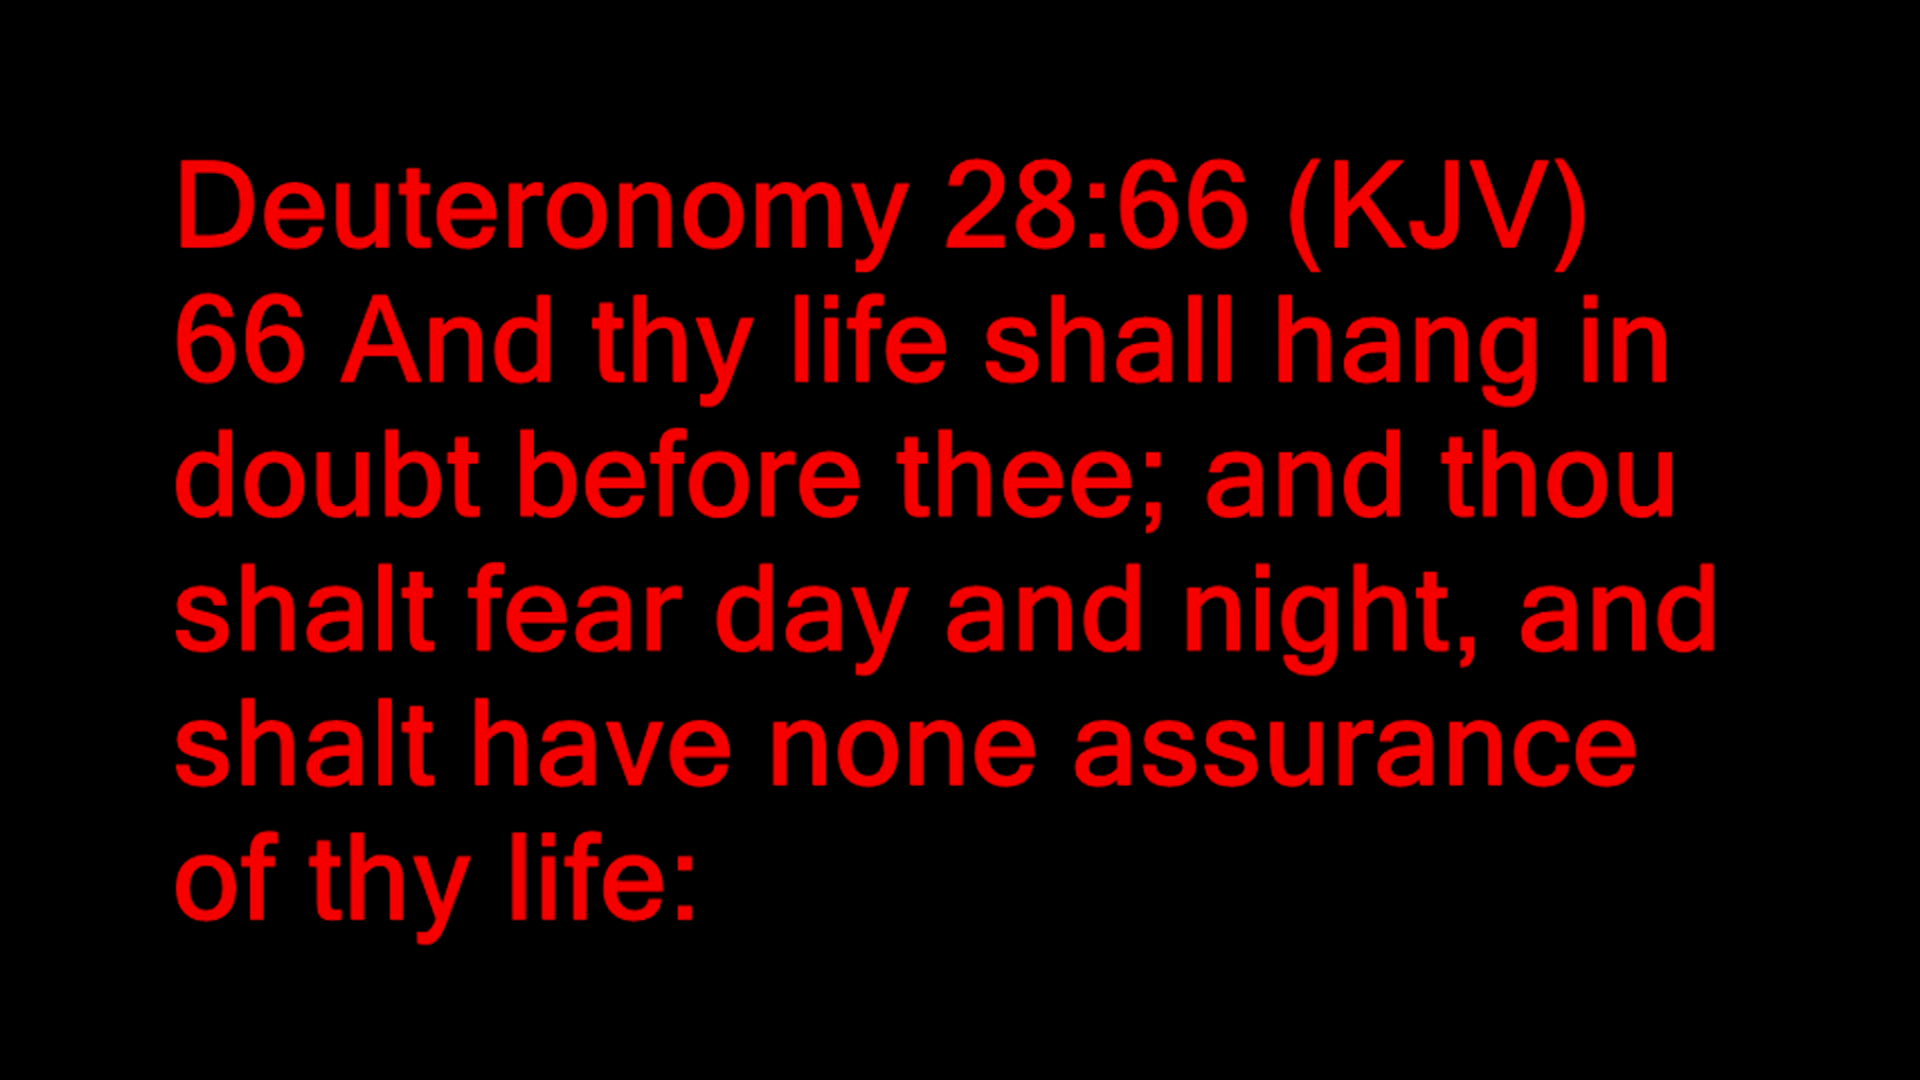 Deuteronomy 28:66 (KJV)
66 And thy life shall hang in
doubt before thee; and thou
shalt fear day and night, and
shalt have none assurance
of thy life: